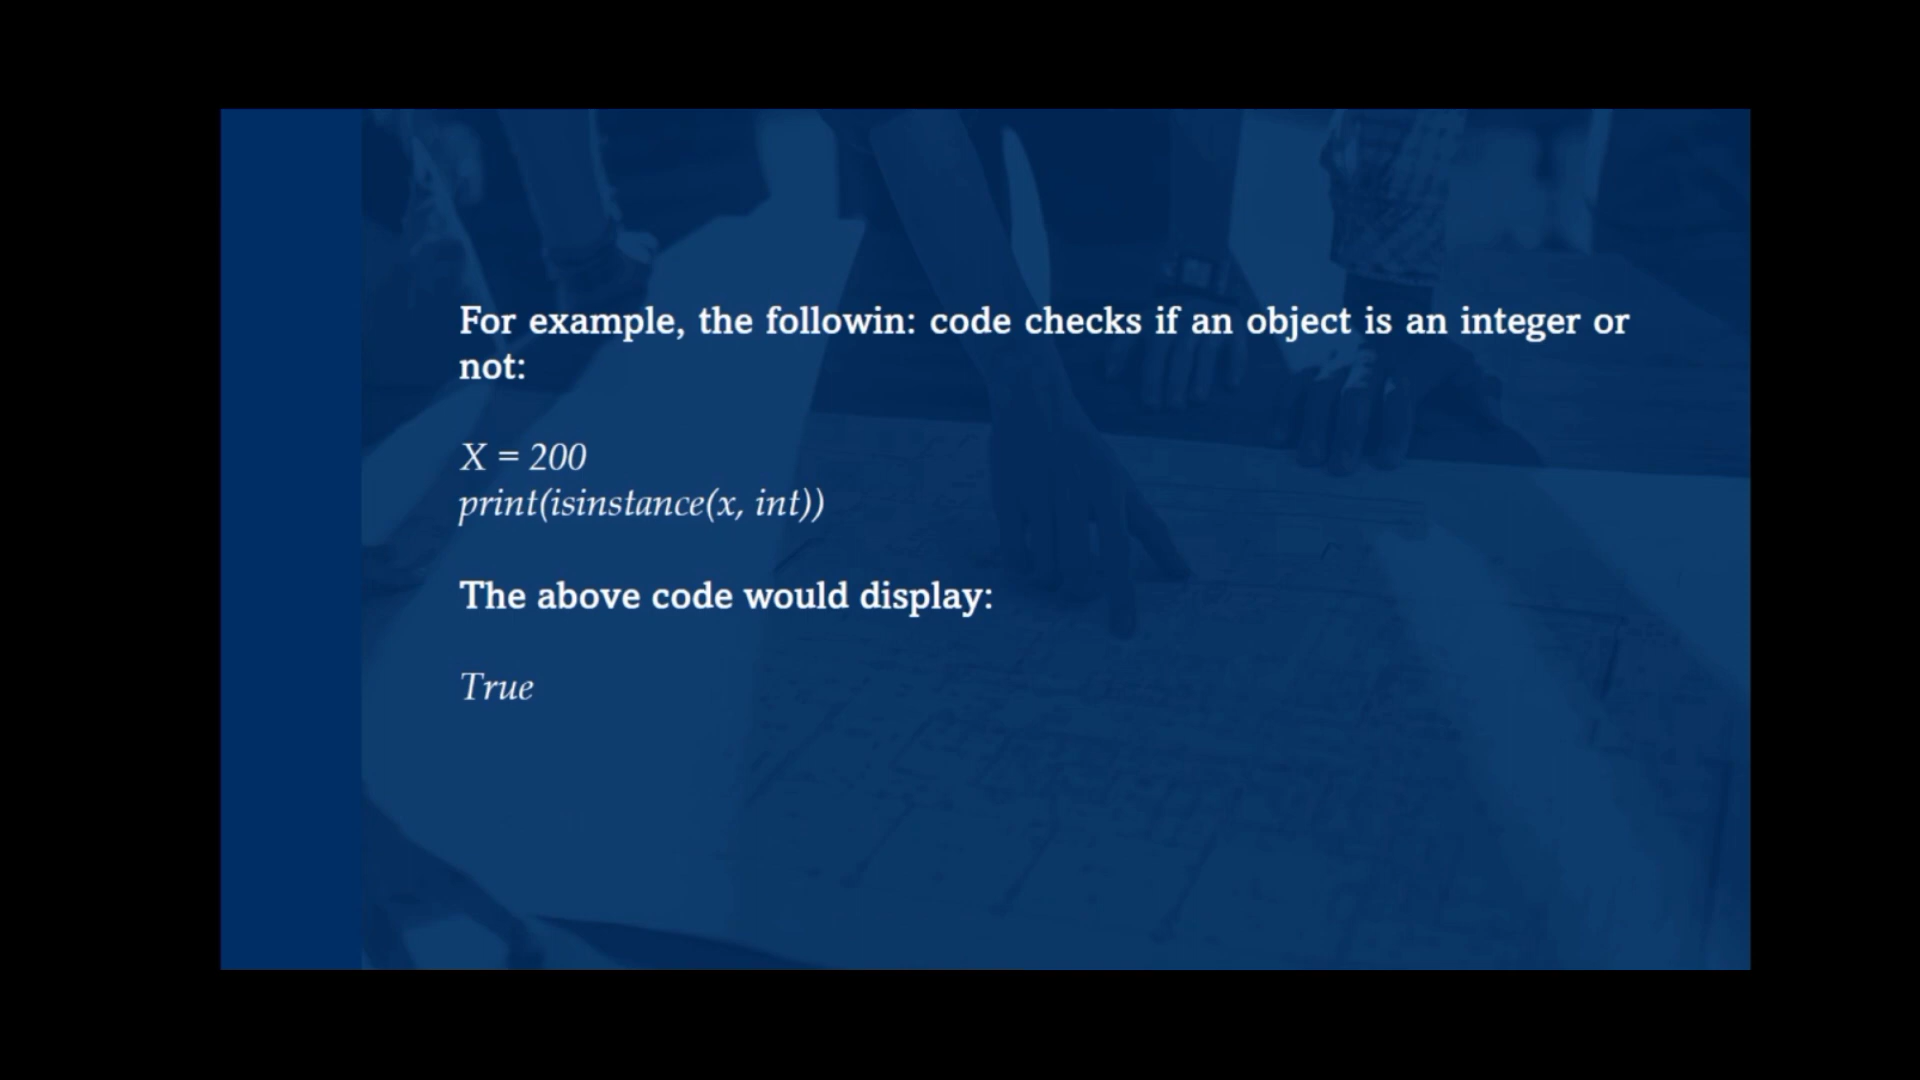 For example, the followin: code checks if an object is an integer or
not:
X = 200
print(isinstance(x, int))
The above code would display:
True